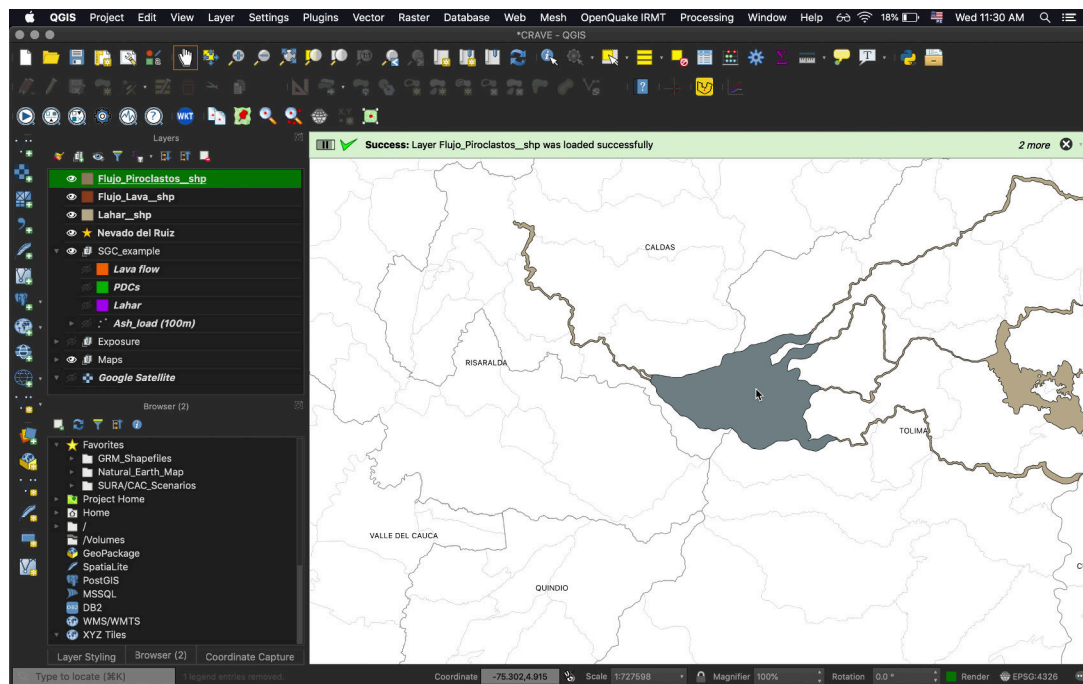 QGIS Project Edit View Layer Settings Plugins Vector Raster Database Web Mesh OpenQuake IRMT Processing Window Help 18% Wed 11:30 AM
*CRAVE - QGIS
WKT
Layers
Success: Layer Flujo_Piroclastos__shp was loaded successfully
2 more
Flujo_Piroclastos__shp
Flujo_Lava__shp
Lahar__shp
Nevado del Ruiz
SGC_example
Lava flow
PDCs
Lahar
Ash_load (100m)
Exposure
Maps
Google Satellite
CALDAS
RISARALDA
TOLIMA
VALLE DEL CAUCA
QUINDIO
Browser (2)
Favorites
GRM_Shapefiles
Natural_Earth_Map
SURA/CAC_Scenarios
Project Home
Home
/
/Volumes
GeoPackage
SpatiaLite
PostGIS
MSSQL
DB2
WMS/WMTS
XYZ Tiles
Layer Styling Browser (2) Coordinate Capture
Type to locate (⌘K) 1 legend entries removed. Coordinate -75.302,4.915 Scale 1:727598 Magnifier 100% Rotation 0.0 ° Render EPSG:4326